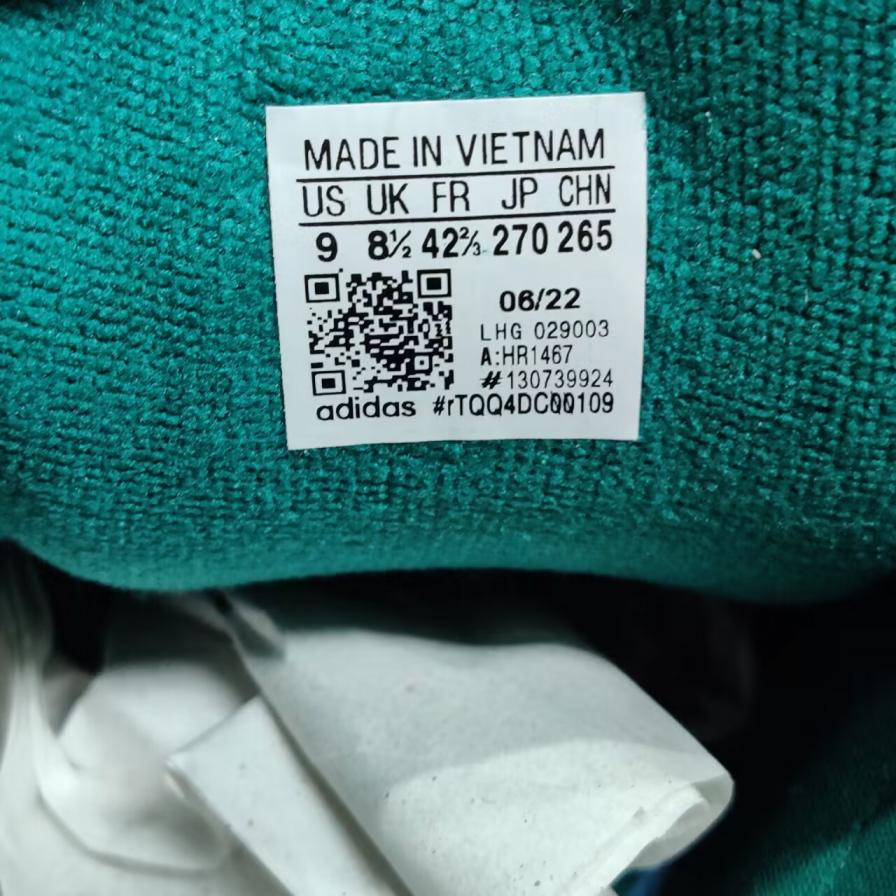 MADE IN VIETNAM
US UK FR JP CHN
9 8½ 42⅔ 270 265
06/22
LHG 029003
A:HR1467
#130739924
adidas #rTQQ4DC00109